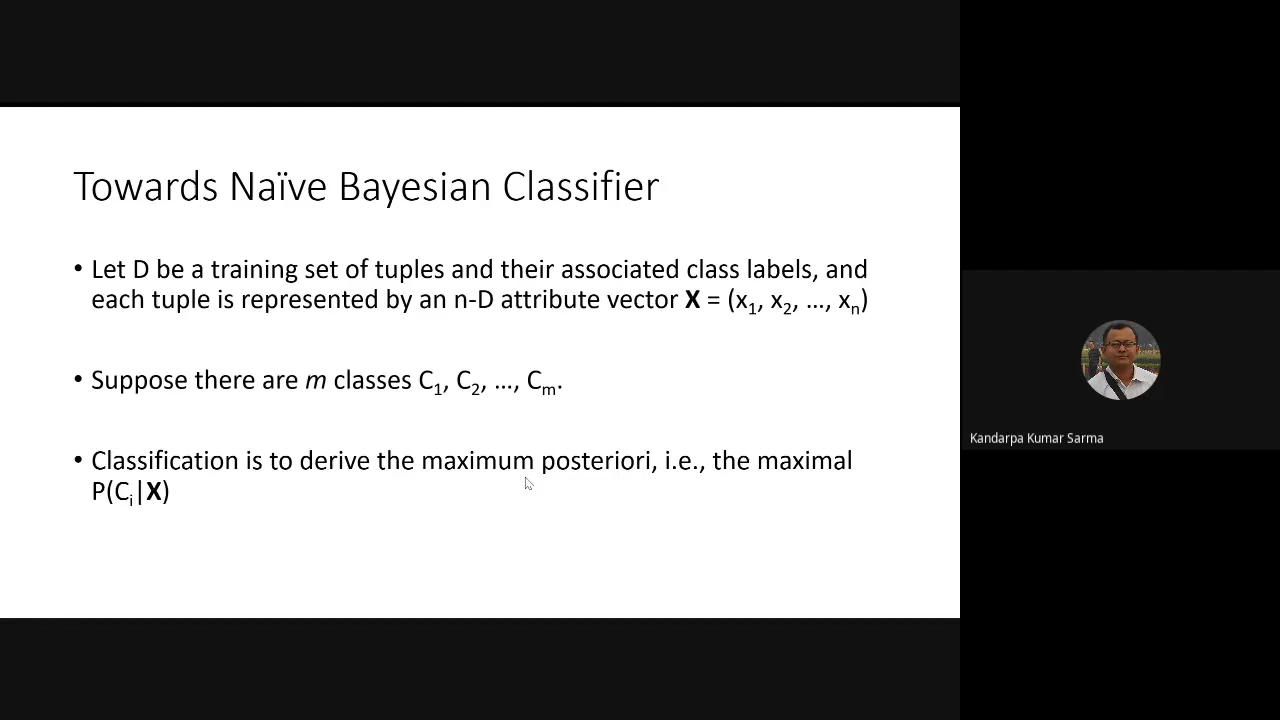 Towards Naïve Bayesian Classifier
• Let D be a training set of tuples and their associated class labels, and
each tuple is represented by an n-D attribute vector X = (x1, x2, ..., xn)
• Suppose there are m classes C1, C2, ..., Cm.
• Classification is to derive the maximum posteriori, i.e., the maximal
P(Ci|X)
Kandarpa Kumar Sarma